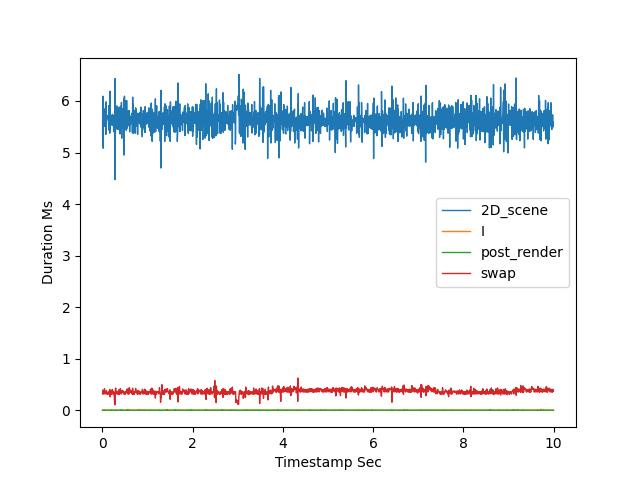 6
5
4
3
2
1
0
Duration Ms
2D_scene
I
post_render
swap
0 2 4 6 8 10
Timestamp Sec